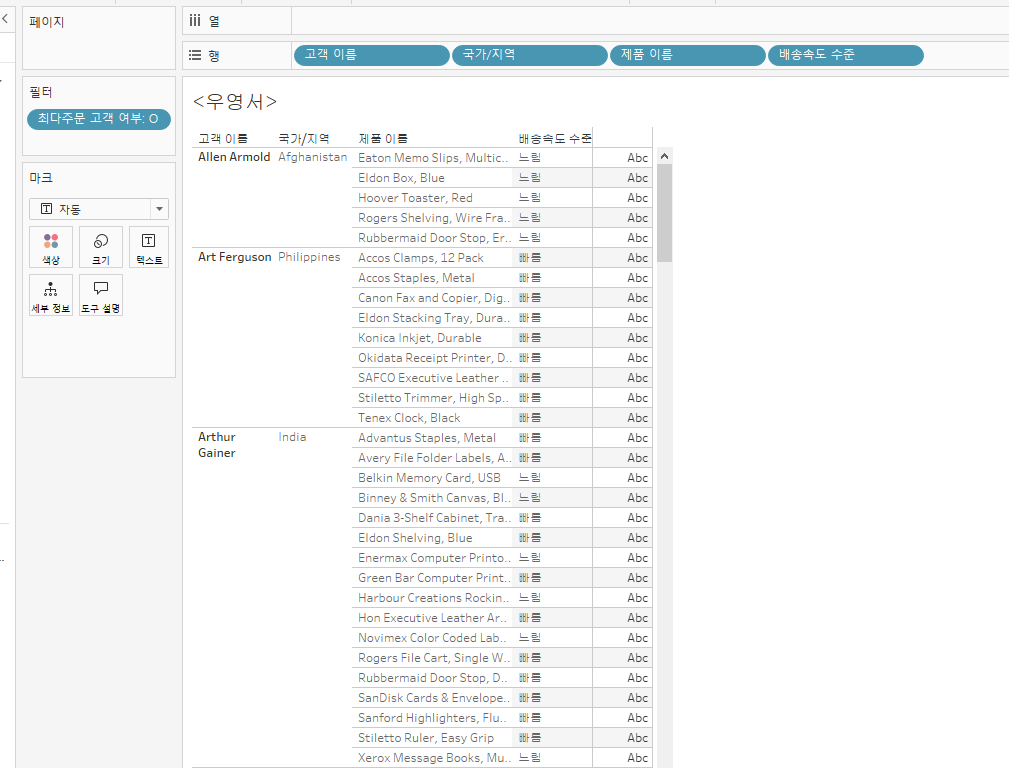 페이지
iii 열
행 고객 이름 국가/지역 제품 이름 배송속도 수준
필터
최다주문 고객 여부: O
마크
자동
색상 크기 텍스트
세부 정보 도구 설명
<우영서>
고객 이름 국가/지역 제품 이름 배송속도 수준
Allen Armold Afghanistan Eaton Memo Slips, Multic.. 느림 Abc
Eldon Box, Blue 느림 Abc
Hoover Toaster, Red 느림 Abc
Rogers Shelving, Wire Fra.. 느림 Abc
Rubbermaid Door Stop, Er.. 느림 Abc
Art Ferguson Philippines Accos Clamps, 12 Pack 빠름 Abc
Accos Staples, Metal 빠름 Abc
Canon Fax and Copier, Dig.. 빠름 Abc
Eldon Stacking Tray, Dura.. 빠름 Abc
Konica Inkjet, Durable 빠름 Abc
Okidata Receipt Printer, D.. 빠름 Abc
SAFCO Executive Leather .. 빠름 Abc
Stiletto Trimmer, High Sp.. 빠름 Abc
Tenex Clock, Black 빠름 Abc
Arthur India Advantus Staples, Metal 빠름 Abc
Gainer Avery File Folder Labels, A.. 빠름 Abc
Belkin Memory Card, USB 느림 Abc
Binney & Smith Canvas, Bl.. 느림 Abc
Dania 3-Shelf Cabinet, Tra.. 빠름 Abc
Eldon Shelving, Blue 빠름 Abc
Enermax Computer Printo.. 느림 Abc
Green Bar Computer Print.. 빠름 Abc
Harbour Creations Rockin.. 느림 Abc
Hon Executive Leather Ar.. 빠름 Abc
Novimex Color Coded Lab.. 느림 Abc
Rogers File Cart, Single W.. 빠름 Abc
Rubbermaid Door Stop, D.. 빠름 Abc
SanDisk Cards & Envelope.. 빠름 Abc
Sanford Highlighters, Flu.. 빠름 Abc
Stiletto Ruler, Easy Grip 빠름 Abc
Xerox Message Books, Mu.. 느림 Abc